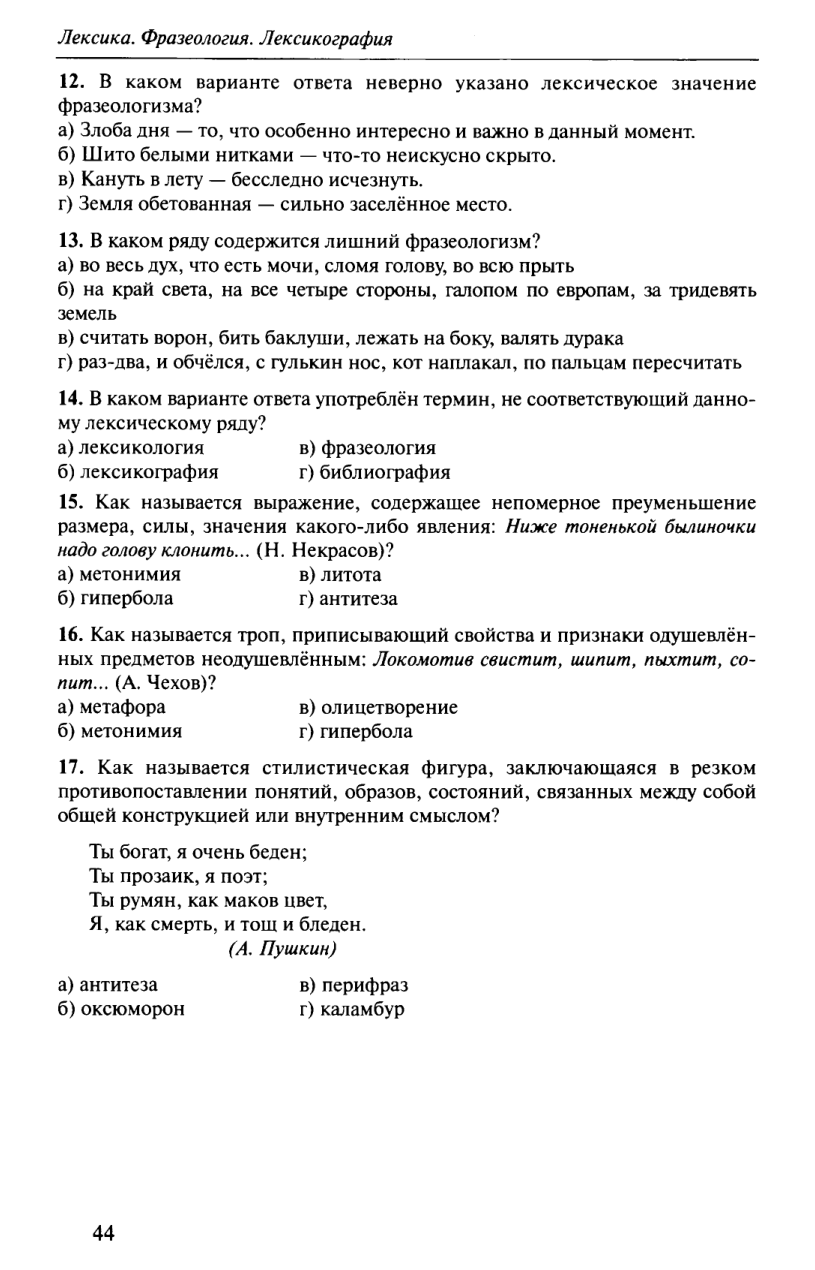 Лексика. Фразеология. Лексикография
12. В каком варианте ответа неверно указано лексическое значение
фразеологизма?
а) Злоба дня — то, что особенно интересно и важно в данный момент.
б) Шито белыми нитками — что-то неискусно скрыто.
в) Кануть в лету — бесследно исчезнуть.
г) Земля обетованная — сильно заселённое место.
13. В каком ряду содержится лишний фразеологизм?
а) во весь дух, что есть мочи, сломя голову, во всю прыть
б) на край света, на все четыре стороны, галопом по европам, за тридевять
земель
в) считать ворон, бить баклуши, лежать на боку, валять дурака
г) раз-два, и обчёлся, с гулькин нос, кот наплакал, по пальцам пересчитать
14. В каком варианте ответа употреблён термин, не соответствующий данно-
му лексическому ряду?
а) лексикология в) фразеология
б) лексикография г) библиография
15. Как называется выражение, содержащее непомерное преуменьшение
размера, силы, значения какого-либо явления: Ниже тоненькой былиночки
надо голову клонить... (Н. Некрасов)?
а) метонимия в) литота
б) гипербола г) антитеза
16. Как называется троп, приписывающий свойства и признаки одушевлён-
ных предметов неодушевлённым: Локомотив свистит, шипит, пыхтит, со-
пит... (А. Чехов)?
а) метафора в) олицетворение
б) метонимия г) гипербола
17. Как называется стилистическая фигура, заключающаяся в резком
противопоставлении понятий, образов, состояний, связанных между собой
общей конструкцией или внутренним смыслом?
Ты богат, я очень беден;
Ты прозаик, я поэт;
Ты румян, как маков цвет,
Я, как смерть, и тощ и бледен.
(А. Пушкин)
а) антитеза в) перифраз
б) оксюморон г) каламбур
44